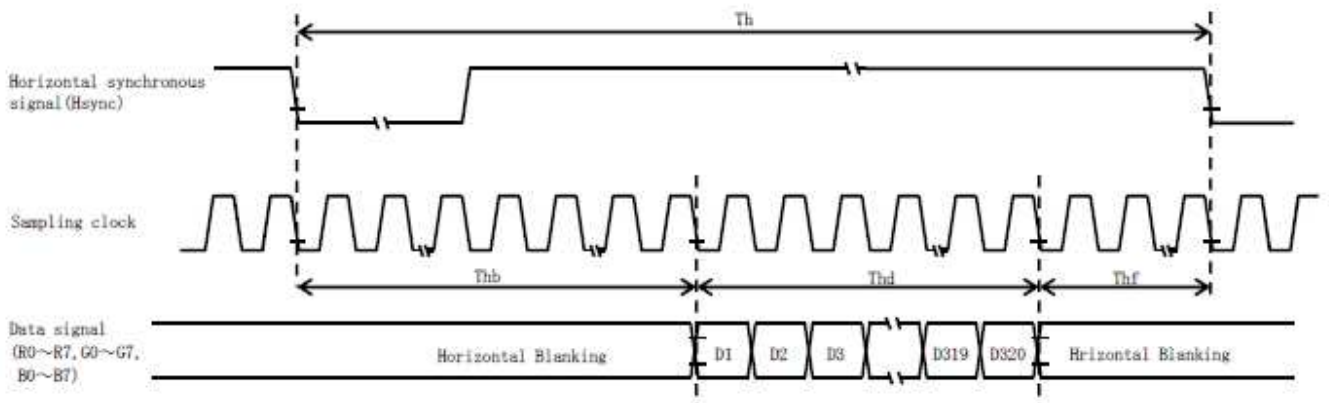 Th
Horizontal synchronous
signal(Hsync)
Sampling clock
Thb
Thd
Thf
Data signal
(R0～R7,G0～G7,
B0～B7)
Horizontal Blanking
D1
D2
D3
D319
D320
Hrizontal Blanking